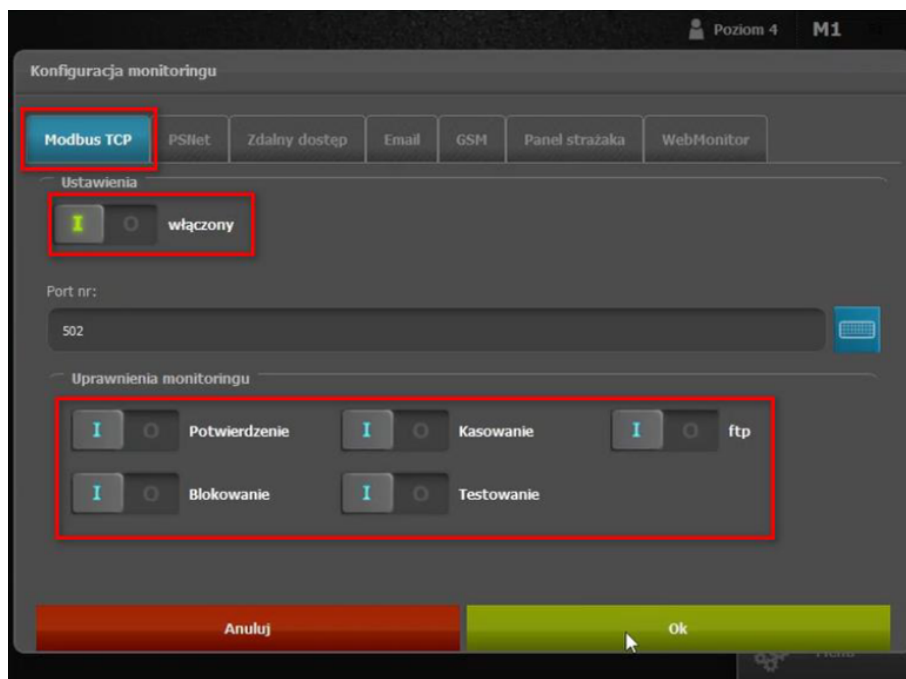 Poziom 4 M1
Konfiguracja monitoringu
Modbus TCP PSNet Zdalny dostęp Email GSM Panel strażaka WebMonitor
Ustawienia
I O włączony
Port nr:
502
Uprawnienia monitoringu
I O Potwierdzenie I O Kasowanie I O ftp
I O Blokowanie I O Testowanie
Anuluj Ok